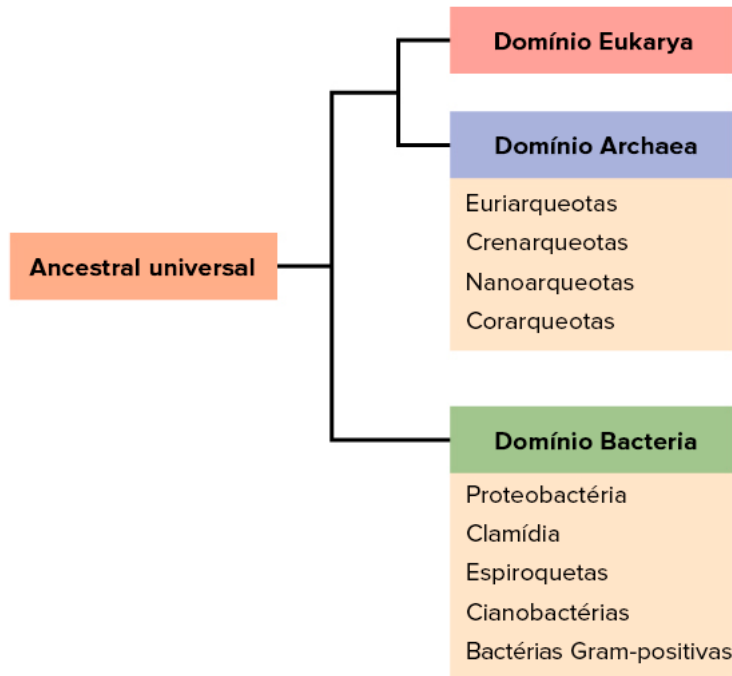 Domínio Eukarya
Domínio Archaea
Euriarqueotas
Crenarqueotas
Nanoarqueotas
Corarqueotas
Ancestral universal
Domínio Bacteria
Proteobactéria
Clamídia
Espiroquetas
Cianobactérias
Bactérias Gram-positivas